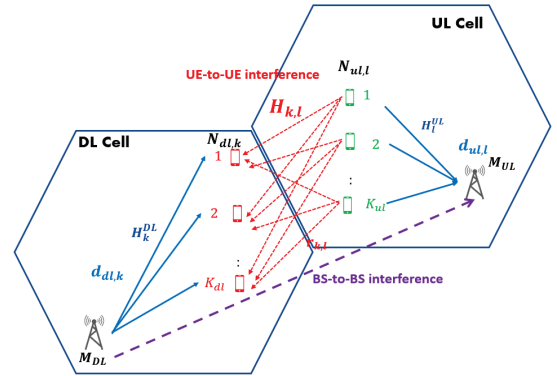 UL Cell
UE-to-UE interference
N_{ul,l}
H_{k,l}
1
H_l^{UL}
DL Cell
N_{dl,k}
1
2
d_{ul,l}
M_{UL}
H_k^{DL}
2
:
K_{ul}
k,l
d_{dl,k}
:
K_{dl}
BS-to-BS interference
M_{DL}